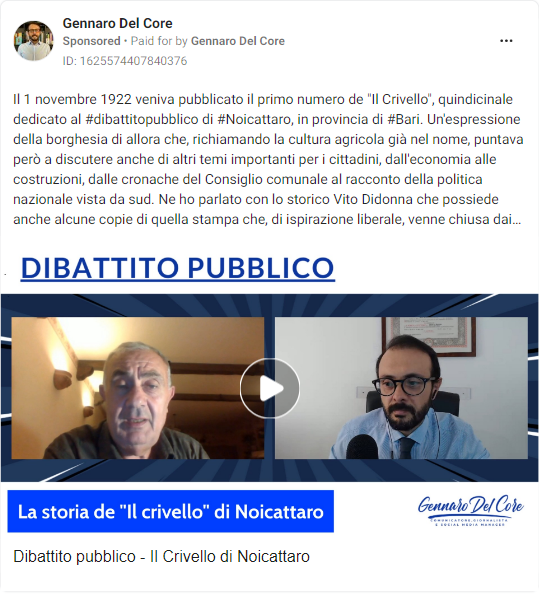 Gennaro Del Core
Sponsored • Paid for by Gennaro Del Core
ID: 1625574407840376
Il 1 novembre 1922 veniva pubblicato il primo numero de "Il Crivello", quindicinale
dedicato al #dibattitopubblico di #Noicattaro, in provincia di #Bari. Un'espressione
della borghesia di allora che, richiamando la cultura agricola già nel nome, puntava
però a discutere anche di altri temi importanti per i cittadini, dall'economia alle
costruzioni, dalle cronache del Consiglio comunale al racconto della politica
nazionale vista da sud. Ne ho parlato con lo storico Vito Didonna che possiede
anche alcune copie di quella stampa che, di ispirazione liberale, venne chiusa dai...
DIBATTITO PUBBLICO
La storia de "Il crivello" di Noicattaro
Gennaro Del Core
COMUNICATORE, GIORNALISTA
& SOCIAL MEDIA MANAGER
Dibattito pubblico - Il Crivello di Noicattaro